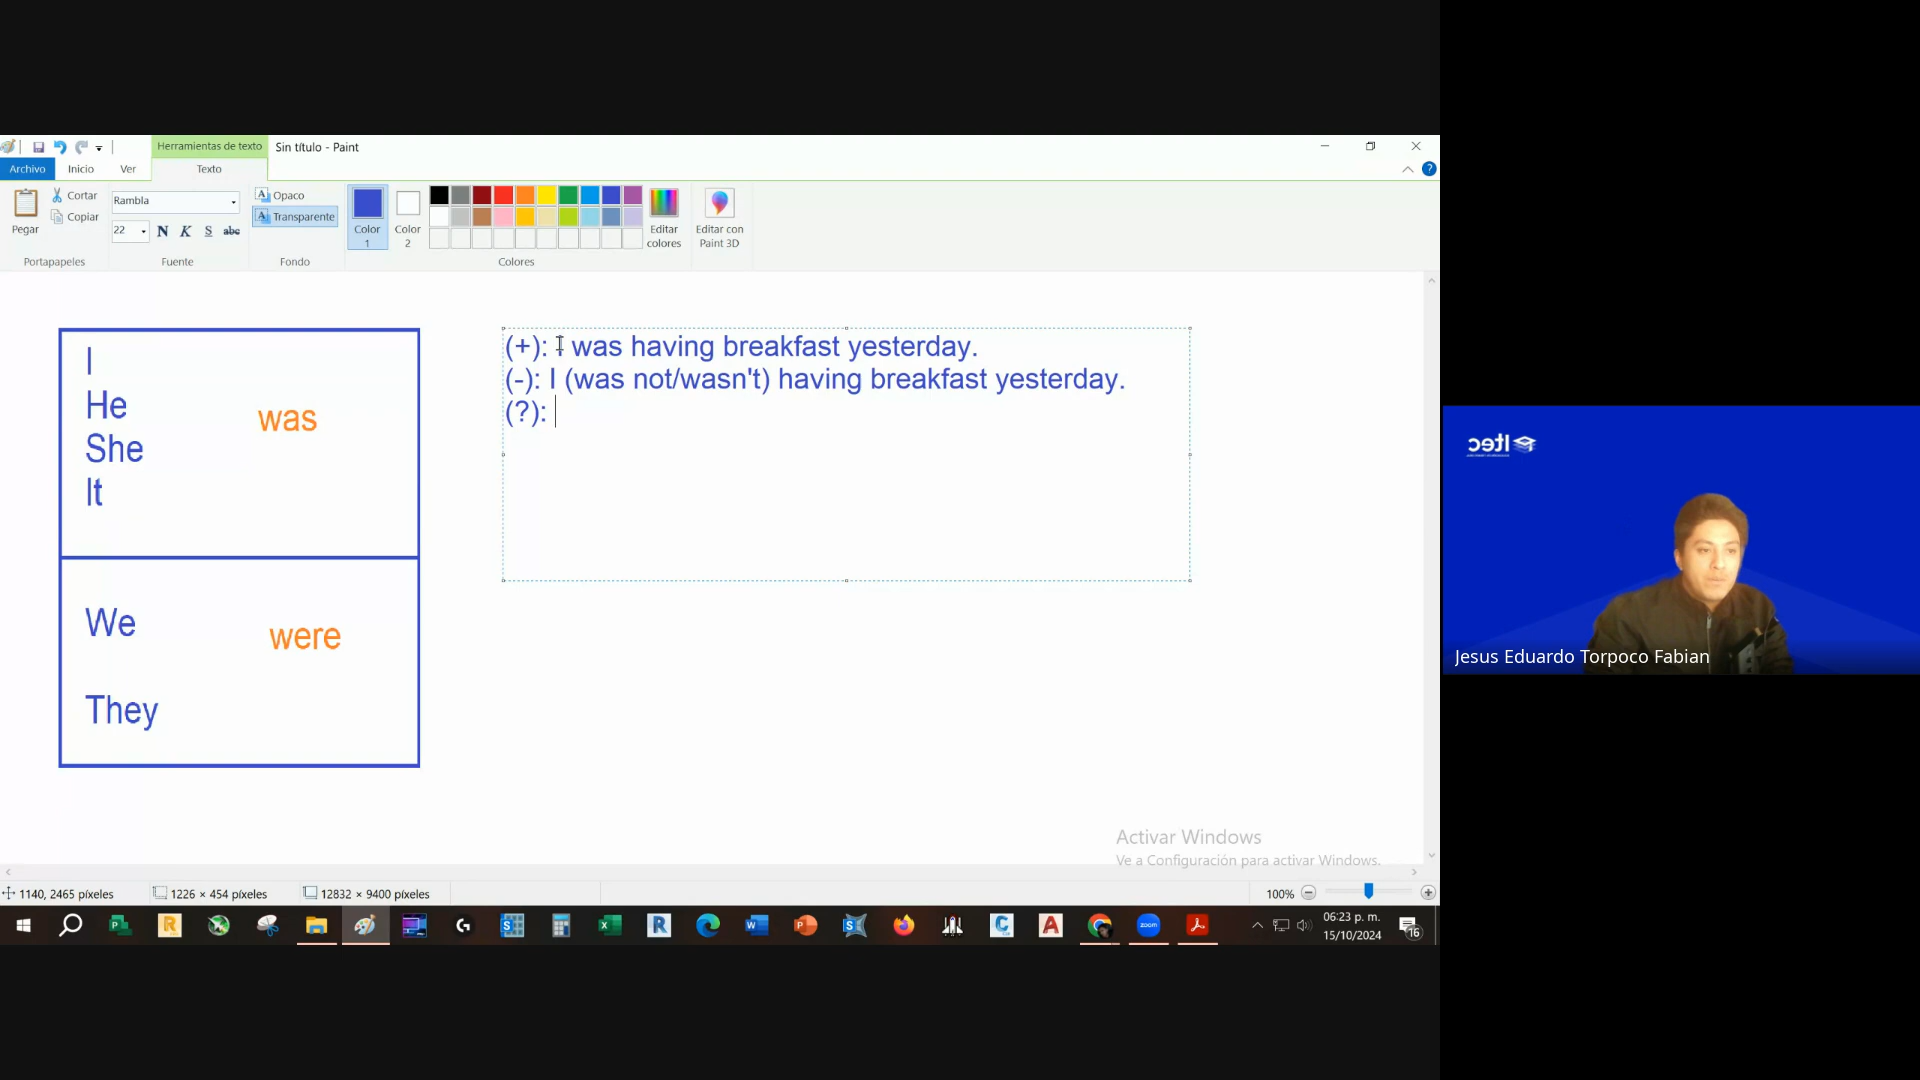 Herramientas de texto
Sin título - Paint
Archivo
Inicio
Ver
Texto
Pegar
Cortar
Copiar
Portapapeles
Rambla
22
N K S abc
Fuente
Opaco
Transparente
Fondo
Color
1
Color
2
Editar
colores
Editar con
Paint 3D
Colores
I
He
She
It
was
We
were
They
(+): I was having breakfast yesterday.
(-): I (was not/wasn't) having breakfast yesterday.
(?):
Activar Windows
Ve a Configuración para activar Windows.
1140, 2465 píxeles
1226 × 454 píxeles
12832 × 9400 píxeles
100%
zoom
06:23 p. m.
15/10/2024
16
Itec
Jesus Eduardo Torpoco Fabian